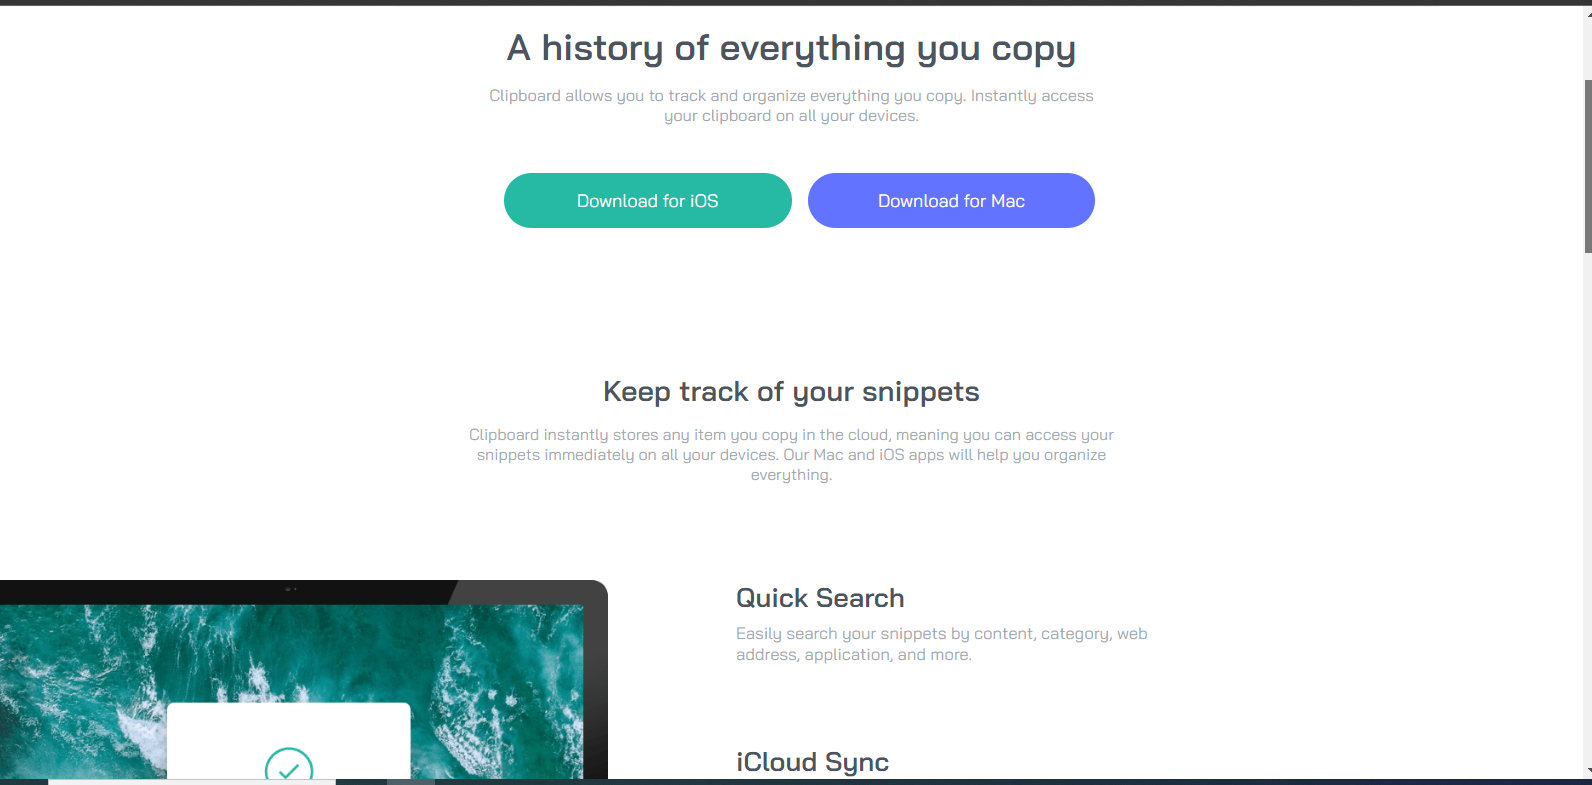 A history of everything you copy
Clipboard allows you to track and organize everything you copy. Instantly access
your clipboard on all your devices.
Download for iOS
Download for Mac
Keep track of your snippets
Clipboard instantly stores any item you copy in the cloud, meaning you can access your
snippets immediately on all your devices. Our Mac and iOS apps will help you organize
everything.
Quick Search
Easily search your snippets by content, category, web
address, application, and more.
iCloud Sync